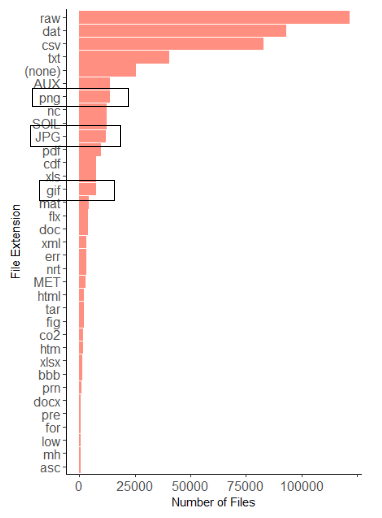 raw
dat
csv
txt
(none)
AUX
png
nc
SOIL
JPG
pdf
cdf
xls
gif
mat
flx
doc
xml
err
nrt
MET
html
tar
fig
co2
htm
xlsx
bbb
prn
docx
pre
for
low
mh
asc
File Extension
0 25000 50000 75000 100000
Number of Files